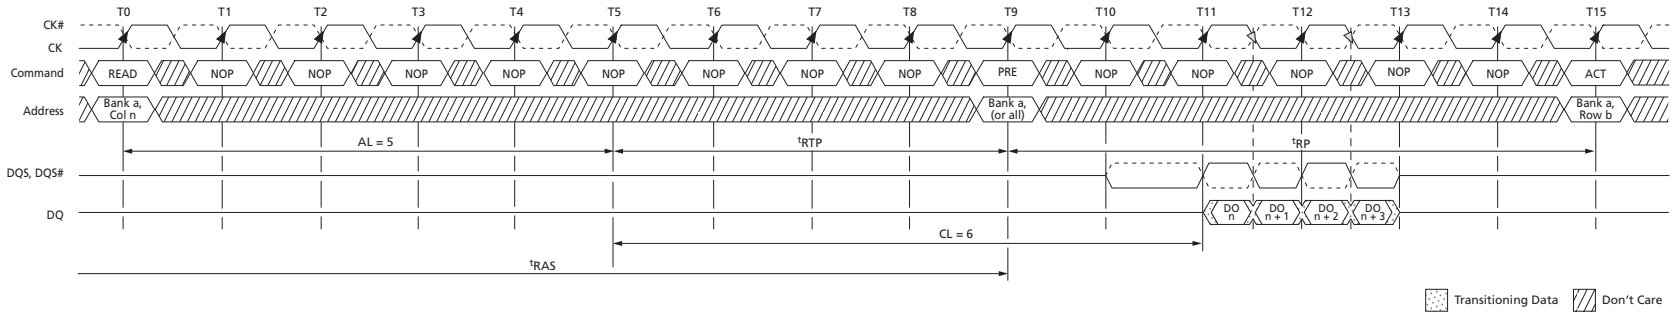 T0 T1 T2 T3 T4 T5 T6 T7 T8 T9 T10 T11 T12 T13 T14 T15
CK#
CK
Command READ NOP NOP NOP NOP NOP NOP NOP NOP PRE NOP NOP NOP NOP NOP ACT
Address Bank a, Bank a, Bank a,
Col n (or all) Row b
AL = 5 tRTP tRP
DQS, DQS#
DQ DO DO DO DO
n n + 1 n + 2 n + 3
CL = 6
tRAS
Transitioning Data Don't Care